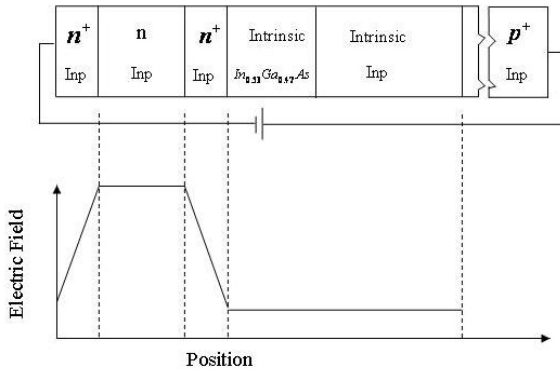 n⁺ n n⁺ Intrinsic Intrinsic p⁺
Inp Inp Inp In₀.₅₃Ga₀.₄₇As Inp Inp
Electric Field
Position